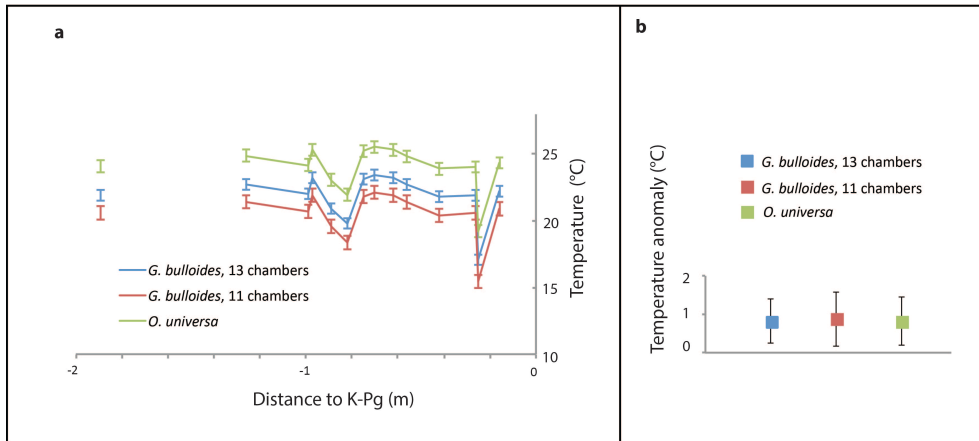 a
25
20
15
10
Temperature (°C)
G. bulloides, 13 chambers
G. bulloides, 11 chambers
O. universa
-2
-1
0
Distance to K-Pg (m)
b
G. bulloides, 13 chambers
G. bulloides, 11 chambers
O. universa
Temperature anomaly (°C)
2
1
0